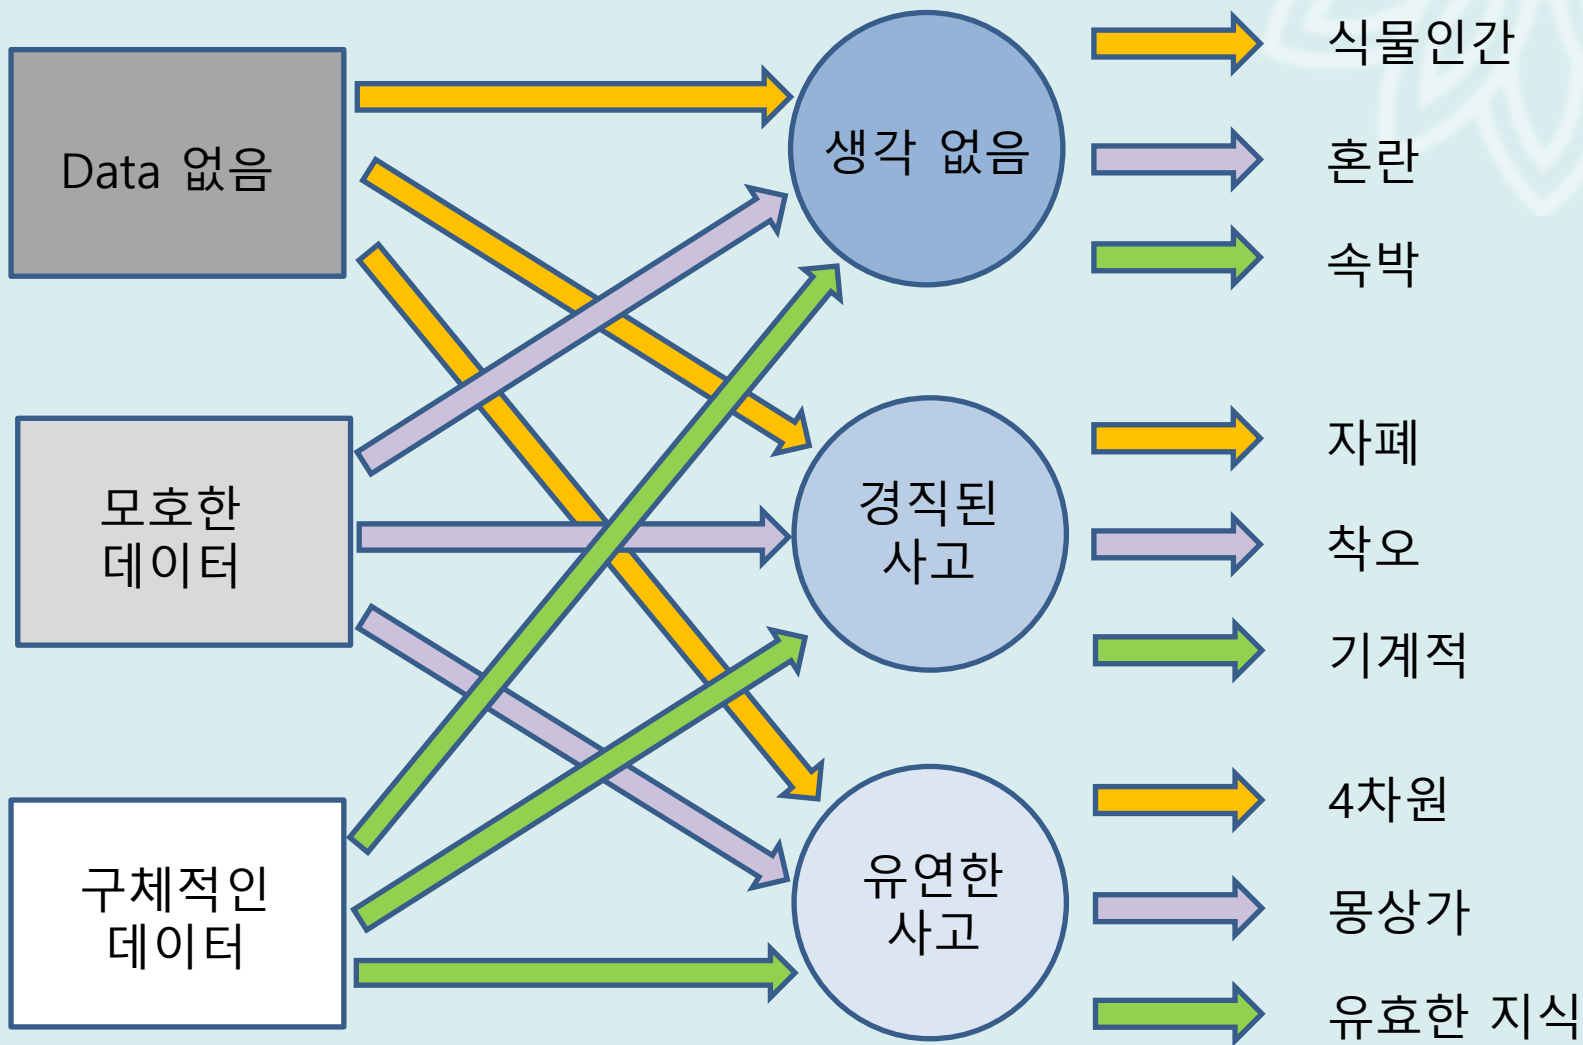 Data 없음
모호한
데이터
구체적인
데이터
생각 없음
경직된
사고
유연한
사고
식물인간
혼란
속박
자폐
착오
기계적
4차원
몽상가
유효한 지식